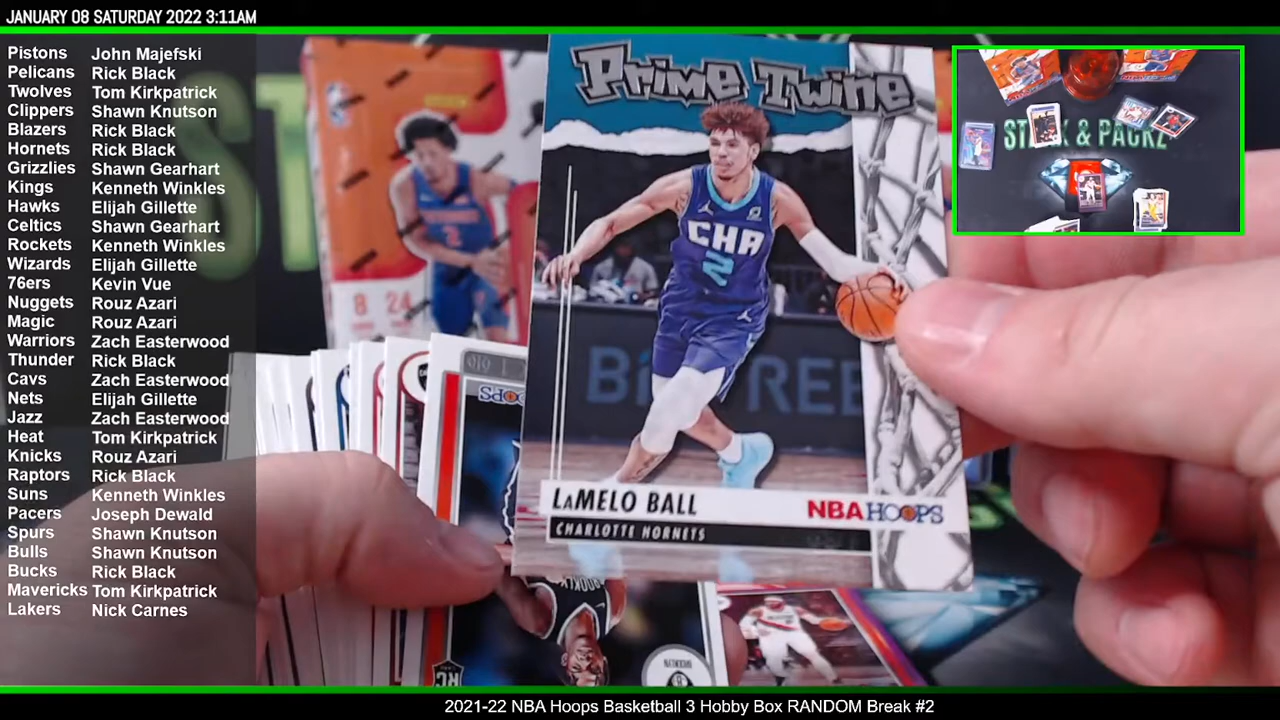 JANUARY 08 SATURDAY 2022 3:11AM
Pistons John Majefski
Pelicans Rick Black
Twolves Tom Kirkpatrick
Clippers Shawn Knutson
Blazers Rick Black
Hornets Rick Black
Grizzlies Shawn Gearhart
Kings Kenneth Winkles
Hawks Elijah Gillette
Celtics Shawn Gearhart
Rockets Kenneth Winkles
Wizards Elijah Gillette
76ers Kevin Vue
Nuggets Rouz Azari
Magic Rouz Azari
Warriors Zach Easterwood
Thunder Rick Black
Cavs Zach Easterwood
Nets Elijah Gillette
Jazz Zach Easterwood
Heat Tom Kirkpatrick
Knicks Rouz Azari
Raptors Rick Black
Suns Kenneth Winkles
Pacers Joseph Dewald
Spurs Shawn Knutson
Bulls Shawn Knutson
Bucks Rick Black
Mavericks Tom Kirkpatrick
Lakers Nick Carnes
Prime Twine
CHA
2
LaMELO BALL
NBA HOOPS
CHARLOTTE HORNETS
8 24
2
RC
BROOKLYN
2021-22 NBA Hoops Basketball 3 Hobby Box RANDOM Break #2